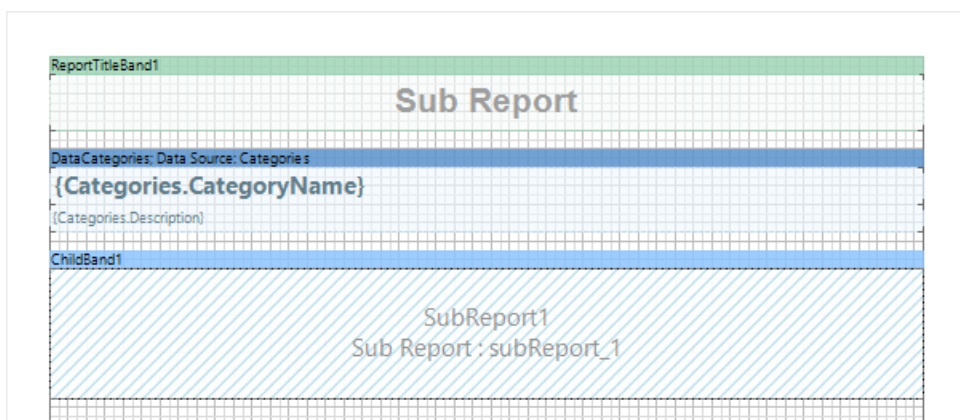 ReportTitleBand1
Sub Report
DataCategories; Data Source: Categories
{Categories.CategoryName}
{Categories.Description}
ChildBand1
SubReport1
Sub Report : subReport_1